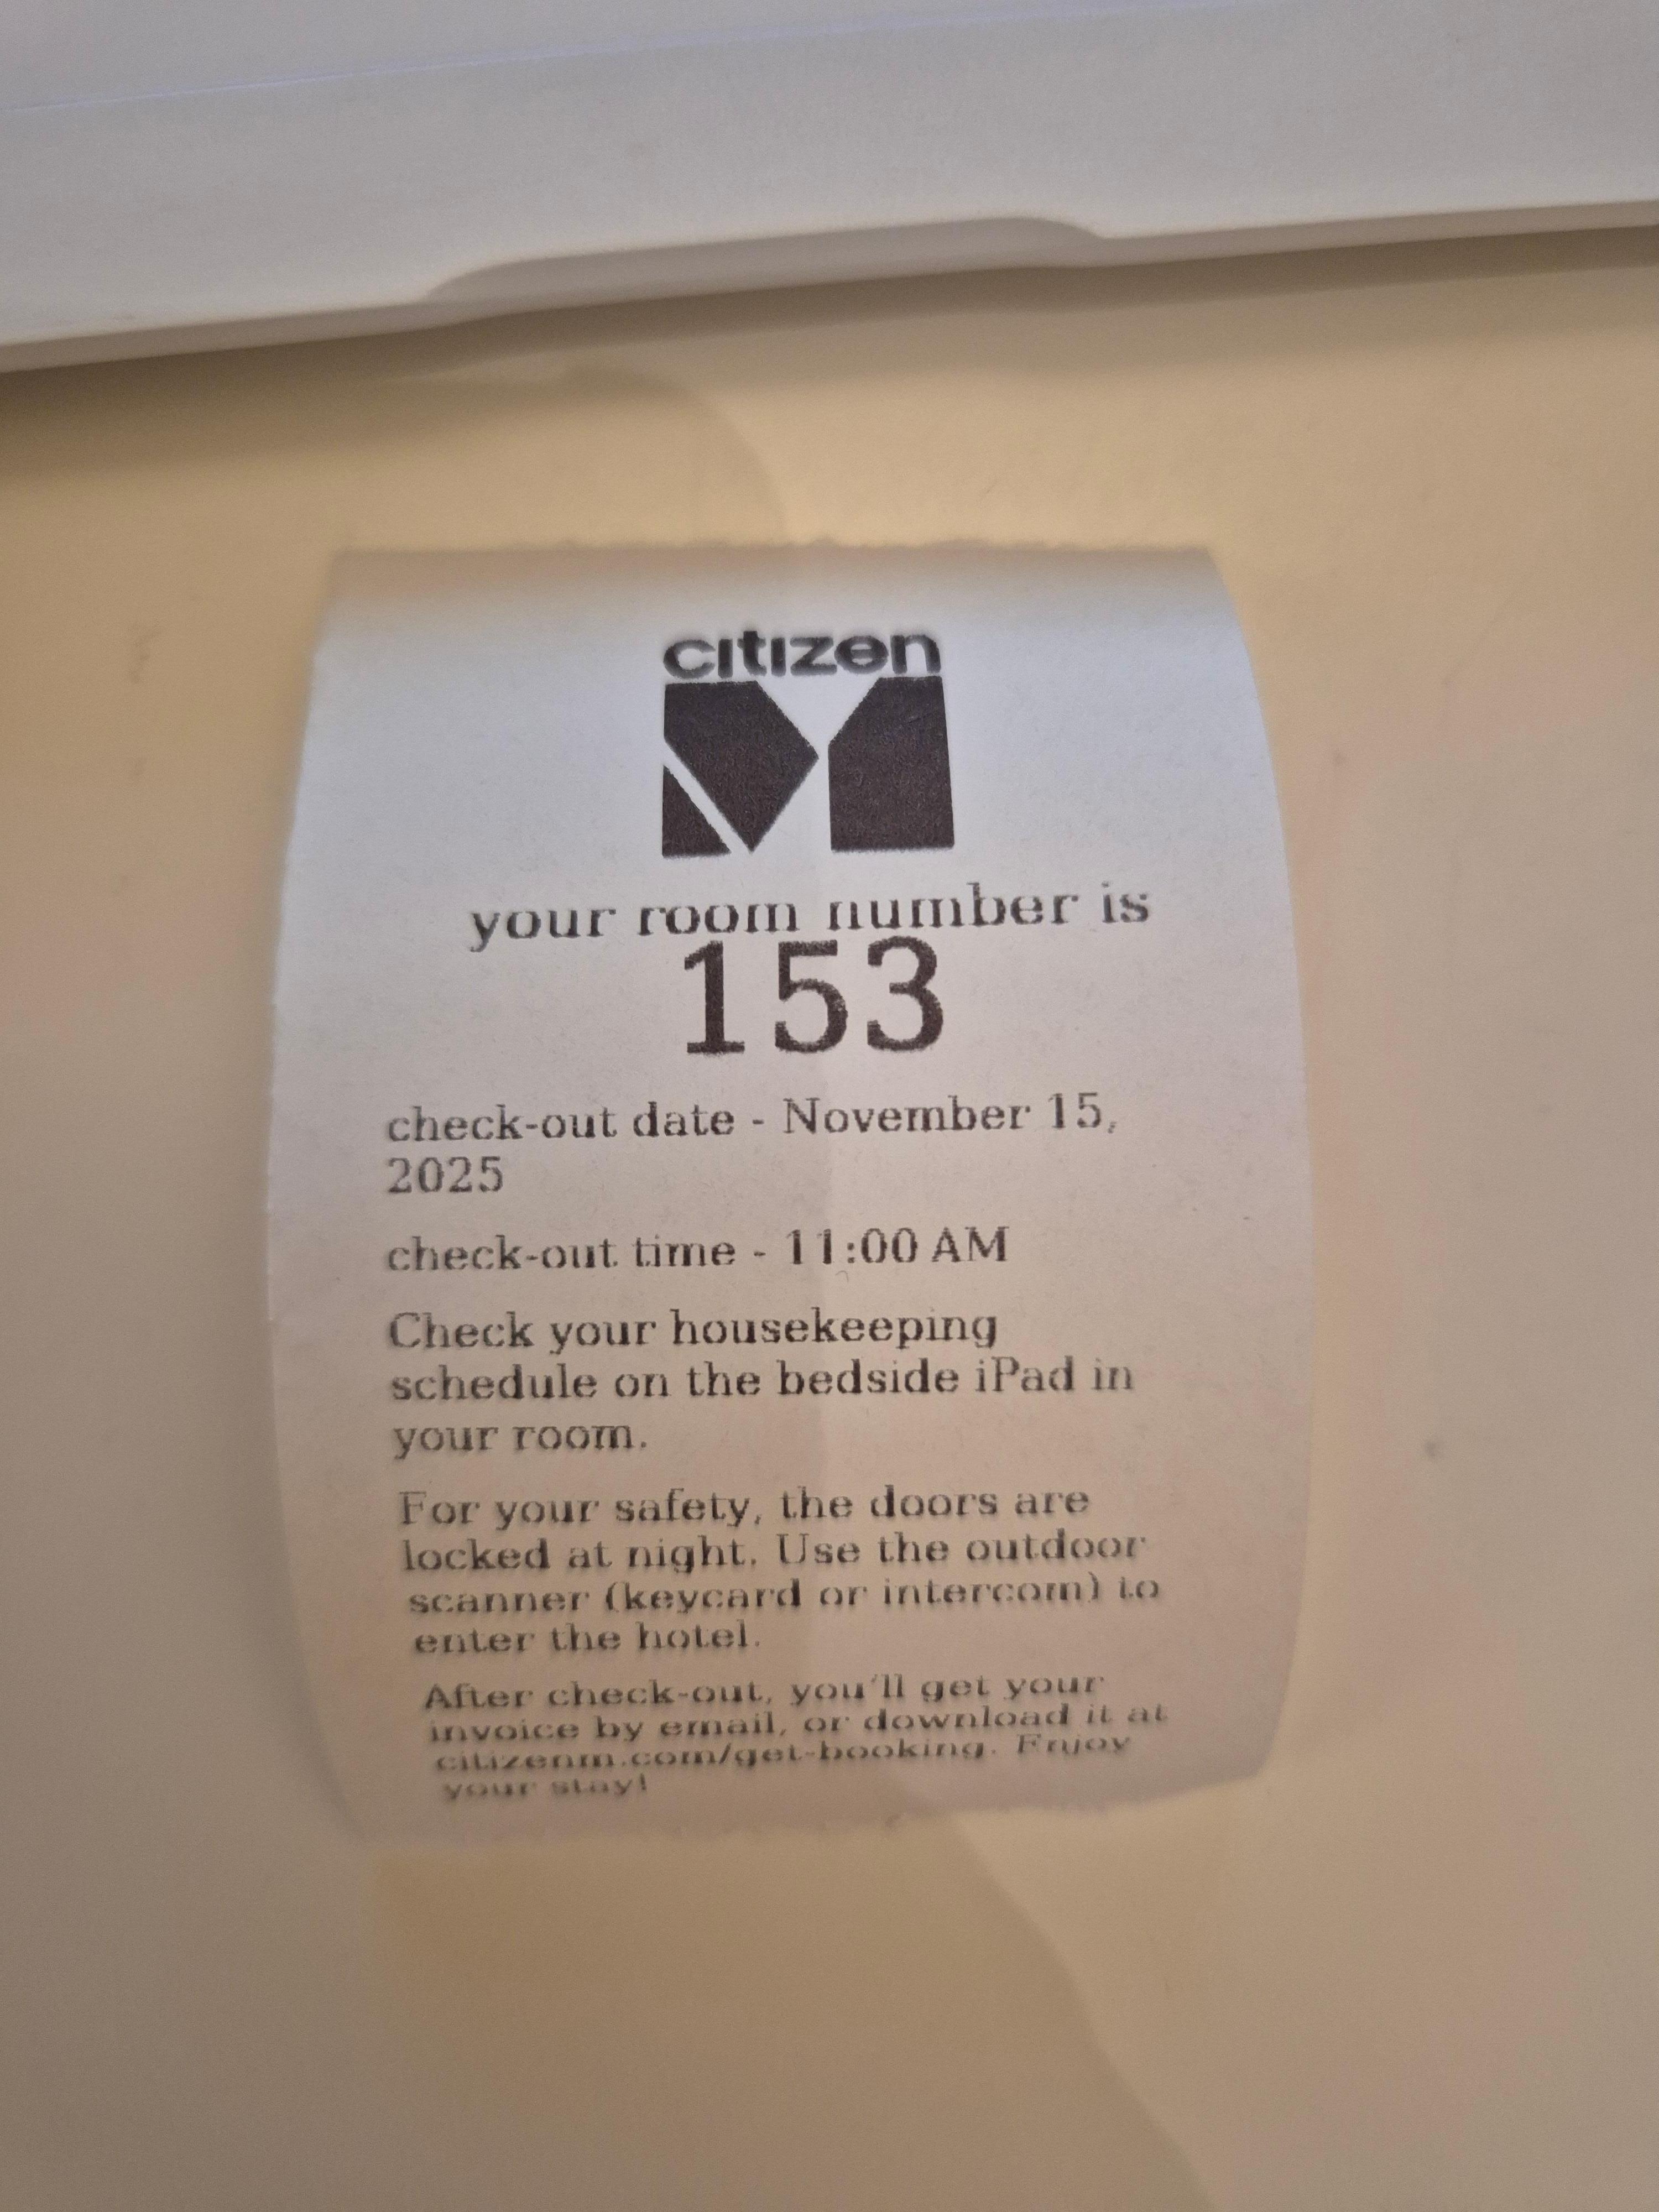 citizen
M
your room number is
153
check-out date - November 15,
2025
check-out time - 11:00 AM
Check your housekeeping
schedule on the bedside iPad in
your room.
For your safety, the doors are
locked at night. Use the outdoor
scanner (keycard or intercom) to
enter the hotel.
After check-out, you'll get your
invoice by email, or download it at
citizenm.com/get-booking. Enjoy
your stay!